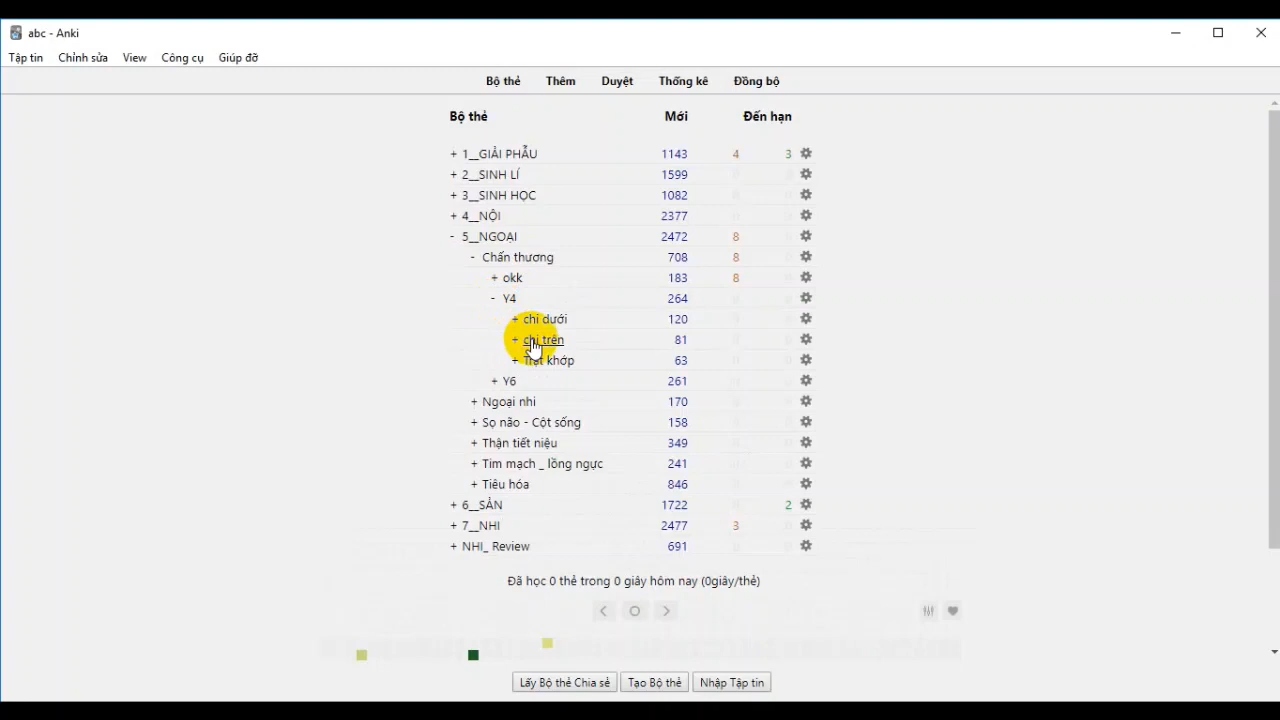 abc - Anki
Tập tin Chỉnh sửa View Công cụ Giúp đỡ
Bộ thẻ Thêm Duyệt Thống kê Đồng bộ
Bộ thẻ Mới Đến hạn
+ 1__GIẢI PHẪU 1143 4 3
+ 2__SINH LÍ 1599
+ 3__SINH HỌC 1082
+ 4__NỘI 2377
- 5__NGOẠI 2472 8
- Chấn thương 708 8
+ okk 183 8
- Y4 264
+ chi dưới 120
+ chi trên 81
+ Trật khớp 63
+ Y6 261
+ Ngoại nhi 170
+ Sọ não - Cột sống 158
+ Thận tiết niệu 349
+ Tim mạch _ lồng ngực 241
+ Tiêu hóa 846
+ 6__SẢN 1722 2
+ 7__NHI 2477 3
+ NHI_ Review 691
Đã học 0 thẻ trong 0 giây hôm nay (0giây/thẻ)
Lấy Bộ thẻ Chia sẻ Tạo Bộ thẻ Nhập Tập tin